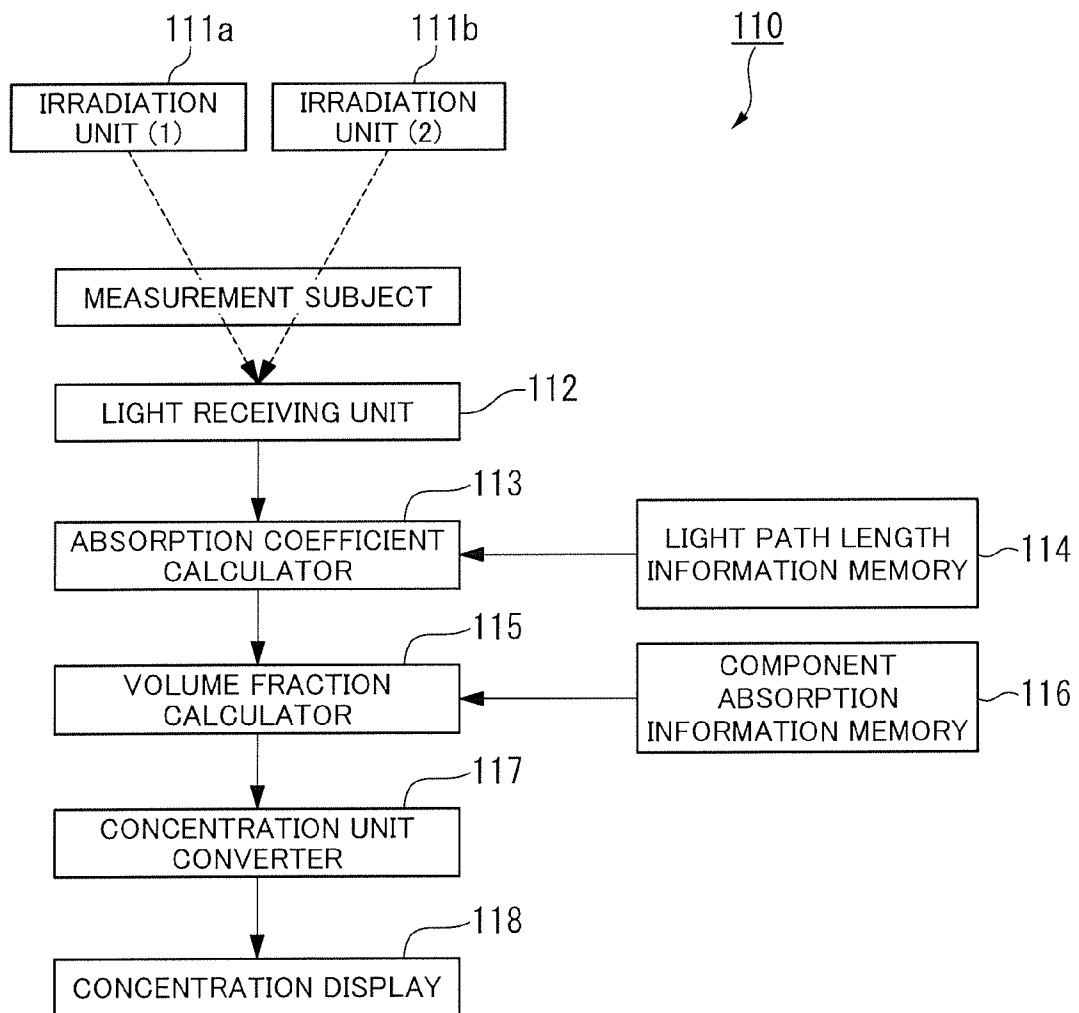 111a
111b
110
IRRADIATION
UNIT (1)
IRRADIATION
UNIT (2)
MEASUREMENT SUBJECT
LIGHT RECEIVING UNIT
112
113
ABSORPTION COEFFICIENT
CALCULATOR
LIGHT PATH LENGTH
INFORMATION MEMORY
114
115
VOLUME FRACTION
CALCULATOR
COMPONENT
ABSORPTION
INFORMATION MEMORY
116
117
CONCENTRATION UNIT
CONVERTER
118
CONCENTRATION DISPLAY